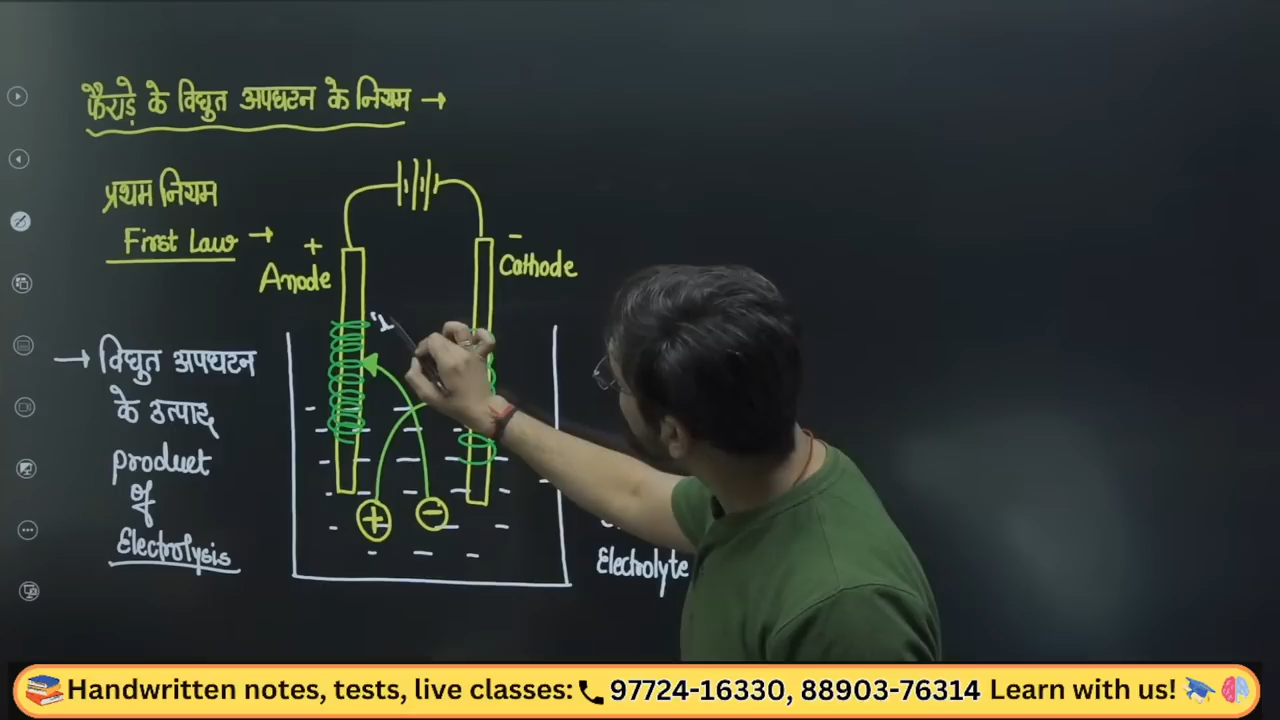 फैराडे के विद्युत अपघटन के नियम →
प्रथम नियम
First Law →
+
Anode
-
Cathode
→ विद्युत अपघटन
के उत्पाद
product
of
Electrolysis
+
-
Electrolyte
Handwritten notes, tests, live classes: 97724-16330, 88903-76314 Learn with us!